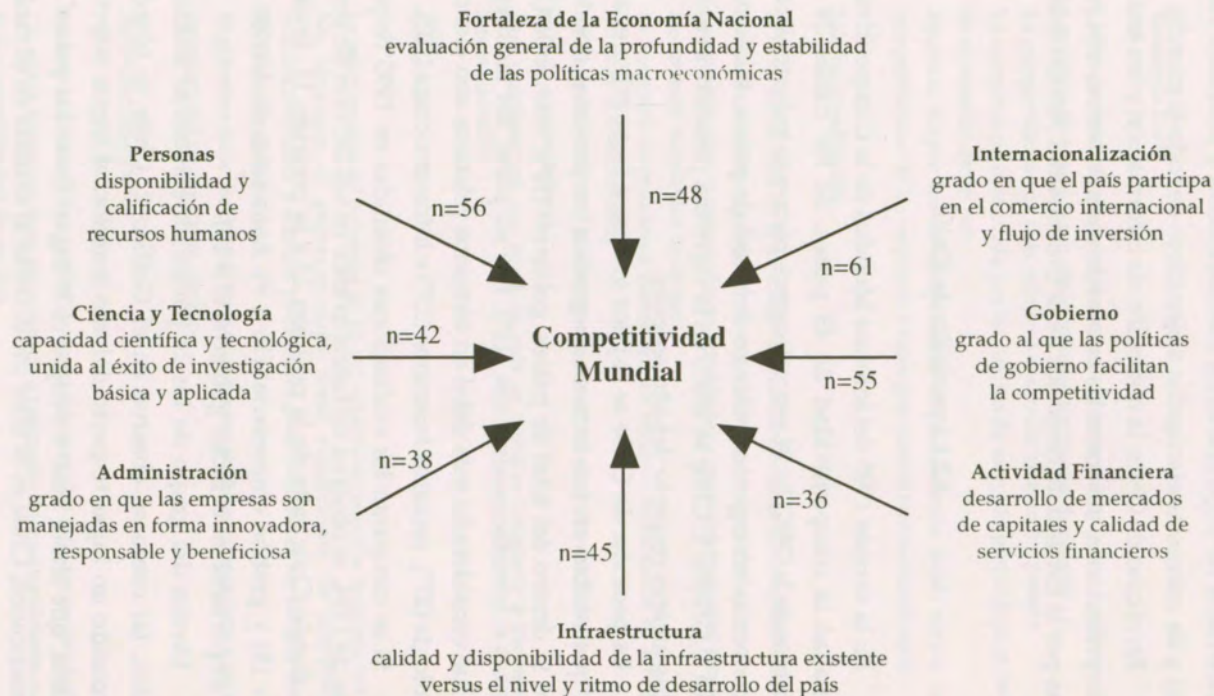 Fortaleza de la Economía Nacional
evaluación general de la profundidad y estabilidad
de las políticas macroeconómicas
n=48
Personas
disponibilidad y
calificación de
recursos humanos
n=56
Internacionalización
grado en que el país participa
en el comercio internacional
y flujo de inversión
n=61
Ciencia y Tecnología
capacidad científica y tecnológica,
unida al éxito de investigación
básica y aplicada
n=42
Competitividad
Mundial
Gobierno
grado al que las políticas
de gobierno facilitan
la competitividad
n=55
Administración
grado en que las empresas son
manejadas en forma innovadora,
responsable y beneficiosa
n=38
Actividad Financiera
desarrollo de mercados
de capitales y calidad de
servicios financieros
n=36
n=45
Infraestructura
calidad y disponibilidad de la infraestructura existente
versus el nivel y ritmo de desarrollo del país